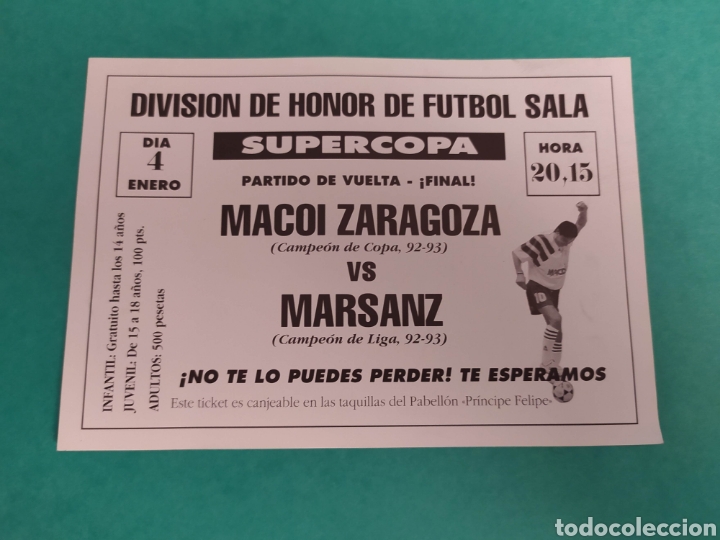 DIVISION DE HONOR DE FUTBOL SALA
DIA
4
ENERO
SUPERCOPA
HORA
20,15
PARTIDO DE VUELTA - ¡FINAL!
MACOI ZARAGOZA
(Campeón de Copa, 92-93)
VS
MARSANZ
(Campeón de Liga, 92-93)
INFANTIL: Gratuito hasta los 14 años
JUVENIL: De 15 a 18 años, 100 pts.
ADULTOS: 500 pesetas
10
¡NO TE LO PUEDES PERDER! TE ESPERAMOS
Este ticket es canjeable en las taquillas del Pabellón «Príncipe Felipe»
todocoleccion